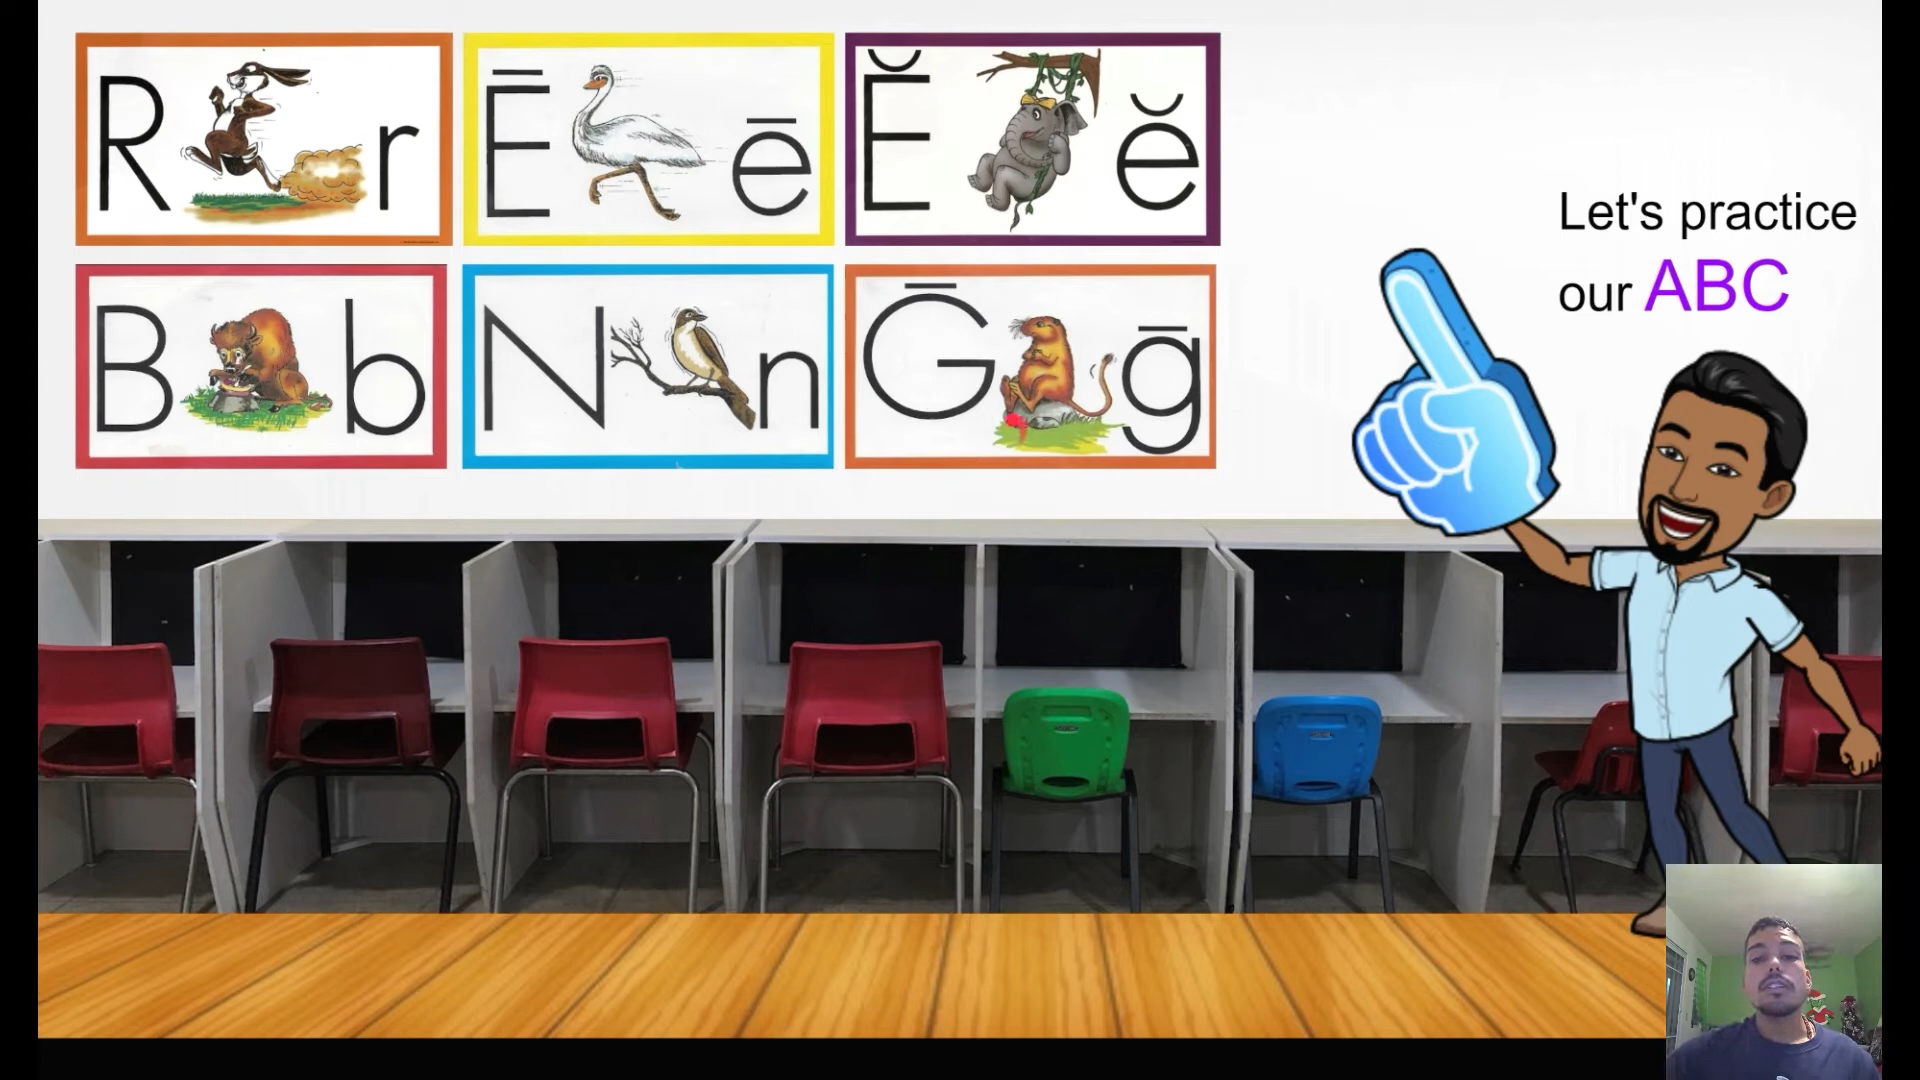 R r
Ē ē
Ĕ ĕ
B b
N n
Ḡ ḡ
Let's practice
our ABC